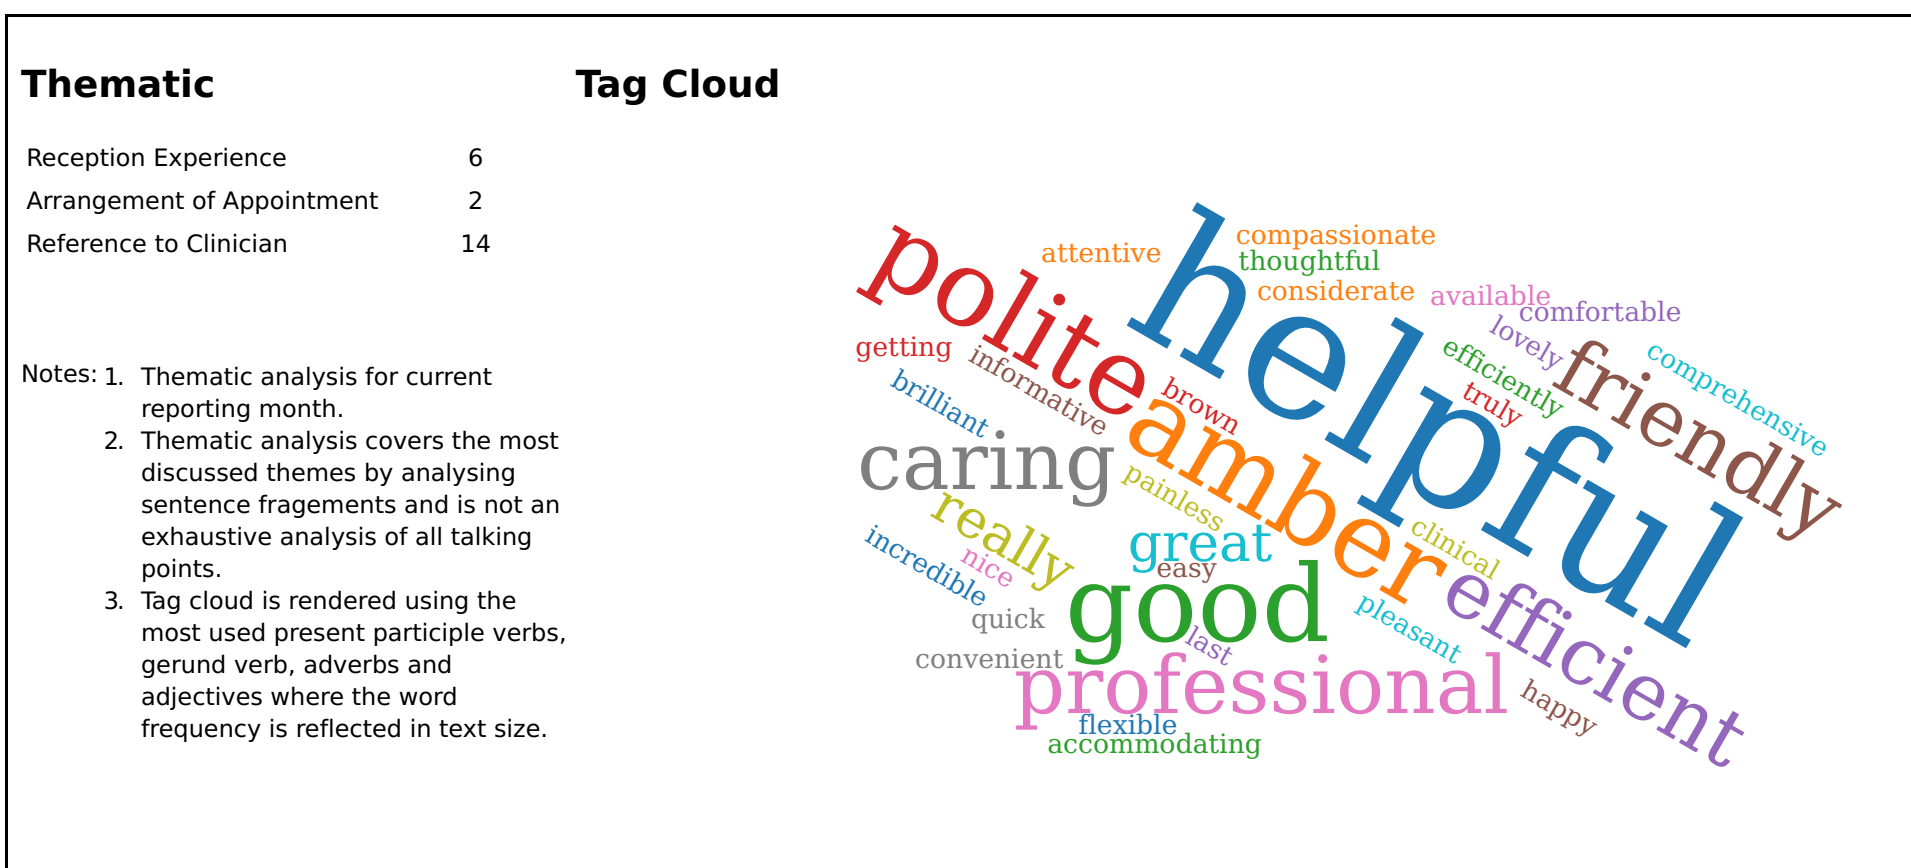 Thematic
Tag Cloud
Reception Experience 6
Arrangement of Appointment 2
Reference to Clinician 14
Notes: 1. Thematic analysis for current
reporting month.
2. Thematic analysis covers the most
discussed themes by analysing
sentence fragements and is not an
exhaustive analysis of all talking
points.
3. Tag cloud is rendered using the
most used present participle verbs,
gerund verb, adverbs and
adjectives where the word
frequency is reflected in text size.
helpful
polite
attentive
compassionate
thoughtful
considerate
available
comfortable
lovely
efficiently
truly
friendly
comprehensive
getting
informative
brilliant
brown
amber
caring
painless
really
great
easy
clinical
incredible
nice
quick
good
last
pleasant
efficient
convenient
professional
happy
flexible
accommodating